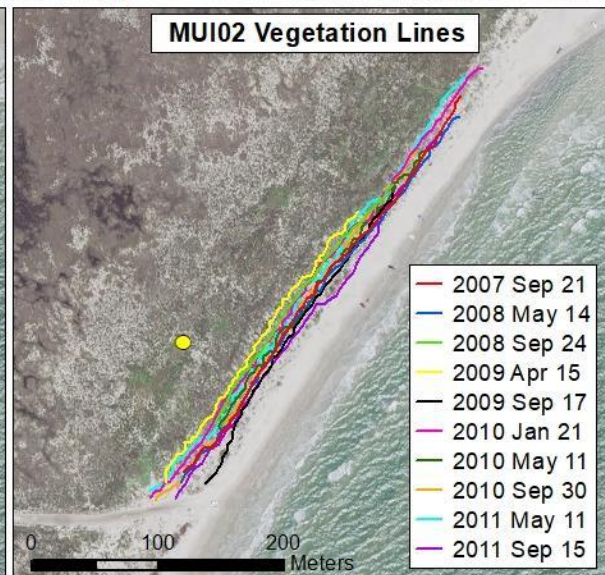 MUI02 Vegetation Lines
2007 Sep 21
2008 May 14
2008 Sep 24
2009 Apr 15
2009 Sep 17
2010 Jan 21
2010 May 11
2010 Sep 30
2011 May 11
2011 Sep 15
0 100 200
Meters